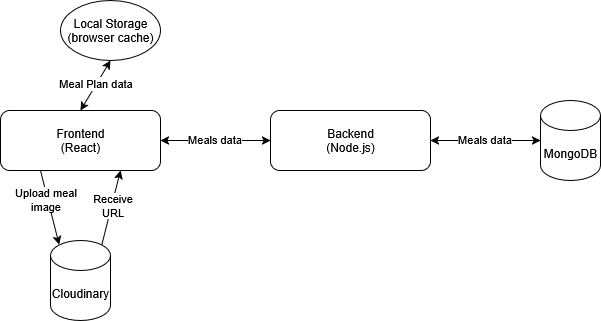 Local Storage
(browser cache)
Meal Plan data
Frontend
(React)
Meals data
Backend
(Node.js)
Meals data
MongoDB
Upload meal
image
Receive
URL
Cloudinary